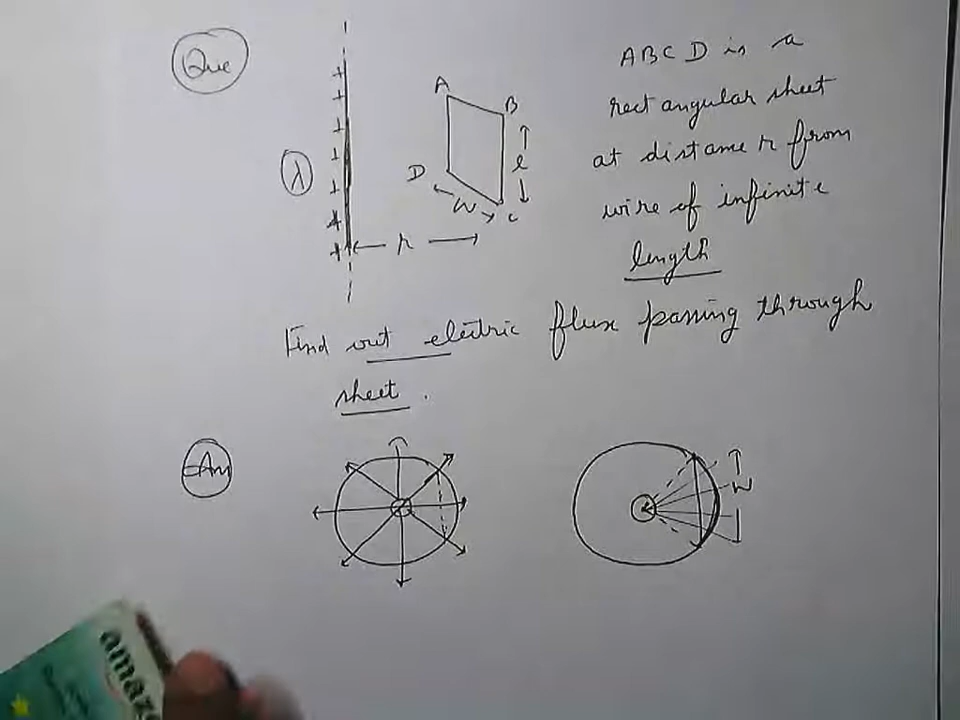 Que
A B C D is a
rectangular sheet
at distance r from
wire of infinite
length
+
+
+
+
+
+
+
λ
A
B
D
C
l
w
r
Find out electric flux passing through
sheet.
Ans
w
amazo